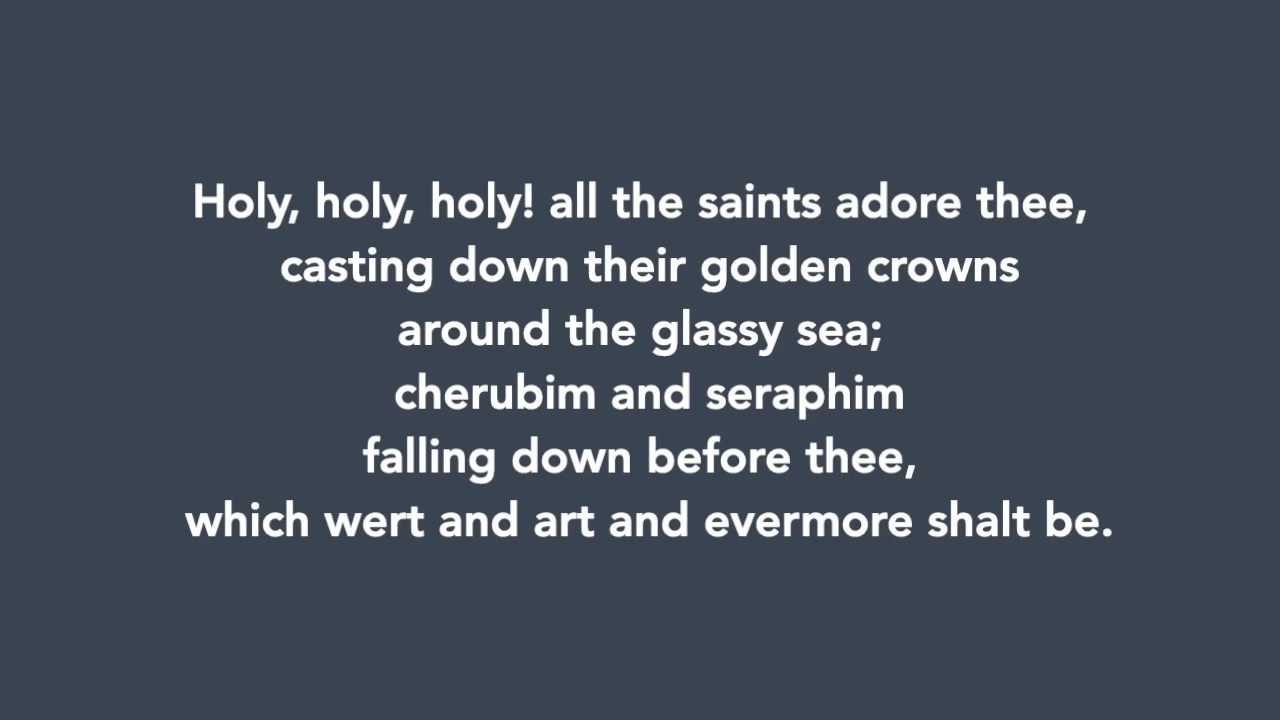 Holy, holy, holy! all the saints adore thee,
casting down their golden crowns
around the glassy sea;
cherubim and seraphim
falling down before thee,
which wert and art and evermore shalt be.